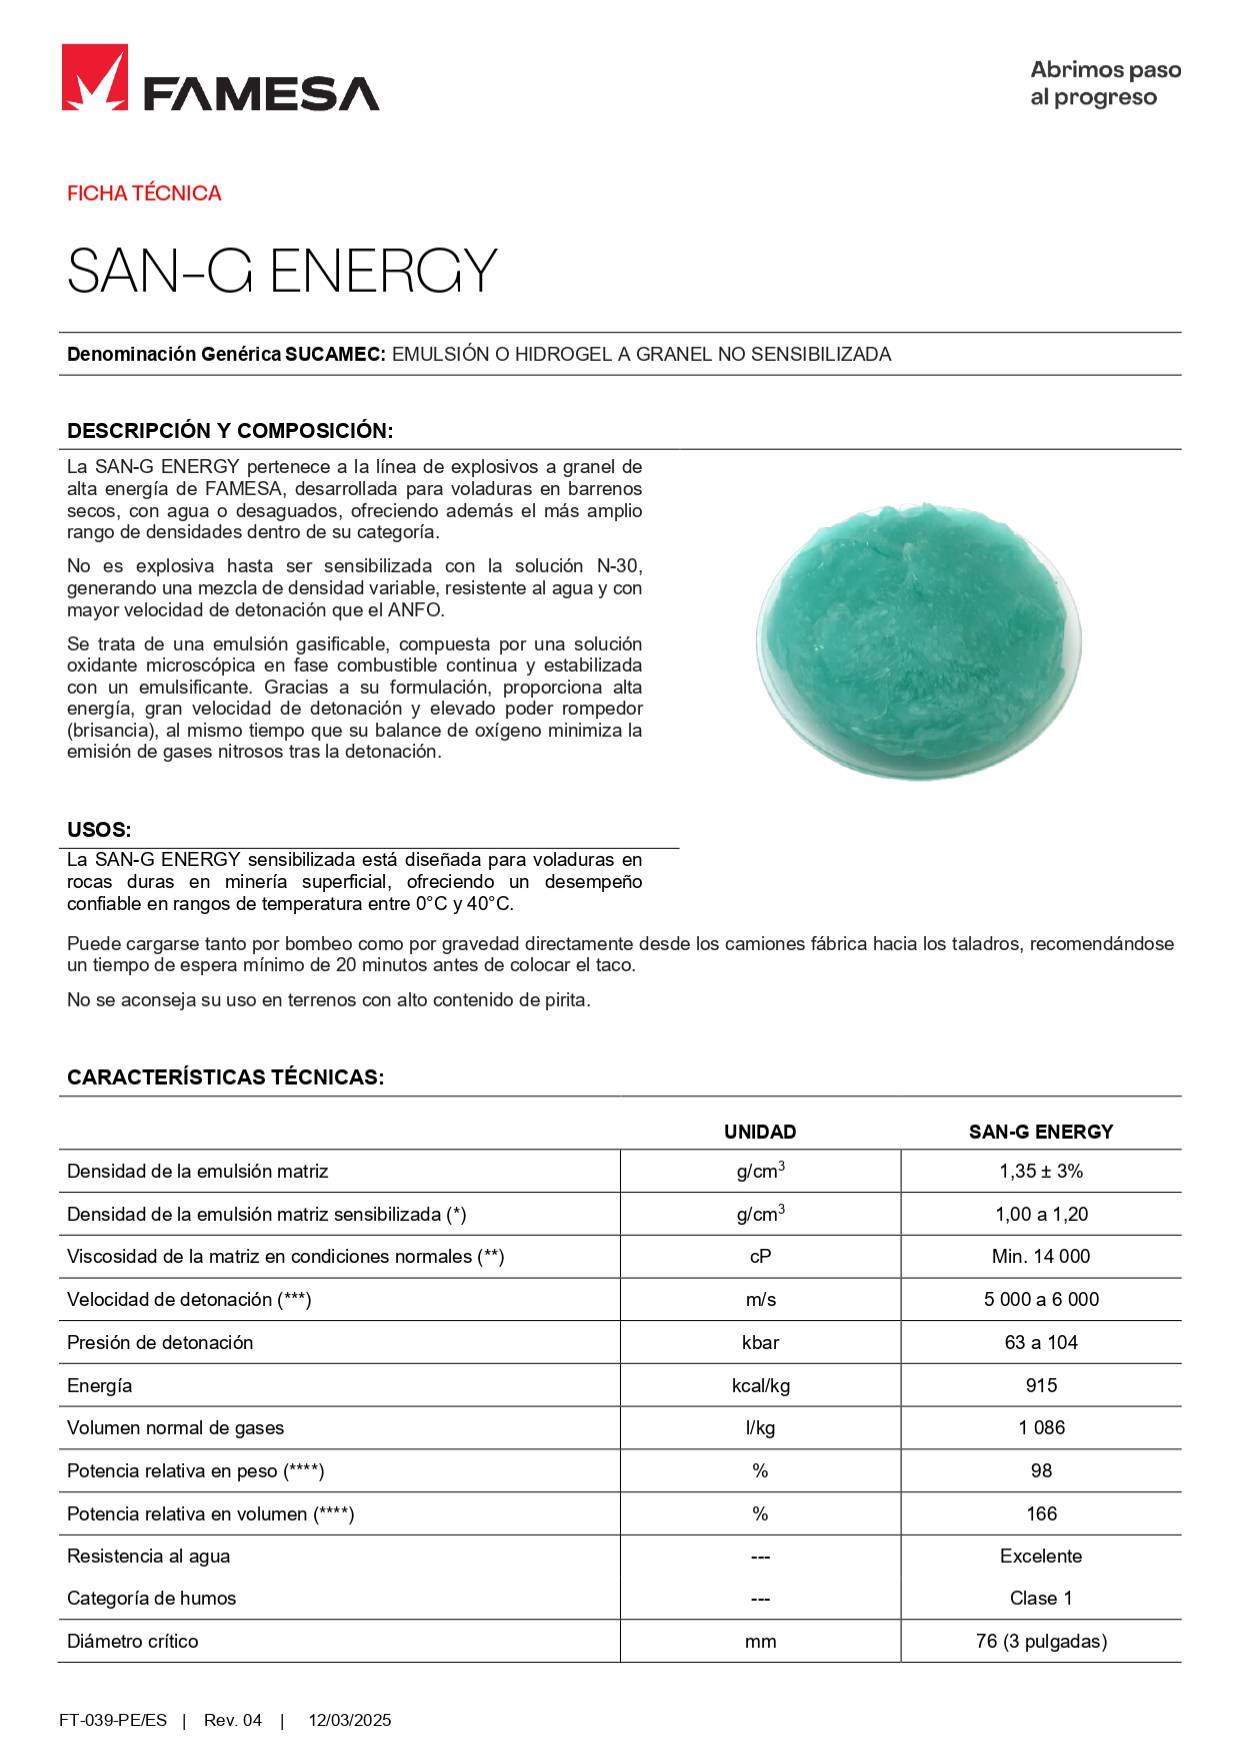 FAMESA
Abrimos paso
al progreso
FICHA TÉCNICA
SAN-G ENERGY
Denominación Genérica SUCAMEC: EMULSIÓN O HIDROGEL A GRANEL NO SENSIBILIZADA
DESCRIPCIÓN Y COMPOSICIÓN:
La SAN-G ENERGY pertenece a la línea de explosivos a granel de
alta energía de FAMESA, desarrollada para voladuras en barrenos
secos, con agua o desaguados, ofreciendo además el más amplio
rango de densidades dentro de su categoría.
No es explosiva hasta ser sensibilizada con la solución N-30,
generando una mezcla de densidad variable, resistente al agua y con
mayor velocidad de detonación que el ANFO.
Se trata de una emulsión gasificable, compuesta por una solución
oxidante microscópica en fase combustible continua y estabilizada
con un emulsificante. Gracias a su formulación, proporciona alta
energía, gran velocidad de detonación y elevado poder rompedor
(brisancia), al mismo tiempo que su balance de oxígeno minimiza la
emisión de gases nitrosos tras la detonación.
USOS:
La SAN-G ENERGY sensibilizada está diseñada para voladuras en
rocas duras en minería superficial, ofreciendo un desempeño
confiable en rangos de temperatura entre 0°C y 40°C.
Puede cargarse tanto por bombeo como por gravedad directamente desde los camiones fábrica hacia los taladros, recomendándose
un tiempo de espera mínimo de 20 minutos antes de colocar el taco.
No se aconseja su uso en terrenos con alto contenido de pirita.
CARACTERÍSTICAS TÉCNICAS:
UNIDAD SAN-G ENERGY
Densidad de la emulsión matriz g/cm³ 1,35 ± 3%
Densidad de la emulsión matriz sensibilizada (*) g/cm³ 1,00 a 1,20
Viscosidad de la matriz en condiciones normales (**) cP Min. 14 000
Velocidad de detonación (***) m/s 5 000 a 6 000
Presión de detonación kbar 63 a 104
Energía kcal/kg 915
Volumen normal de gases l/kg 1 086
Potencia relativa en peso (****) % 98
Potencia relativa en volumen (****) % 166
Resistencia al agua --- Excelente
Categoría de humos --- Clase 1
Diámetro crítico mm 76 (3 pulgadas)
FT-039-PE/ES | Rev. 04 | 12/03/2025